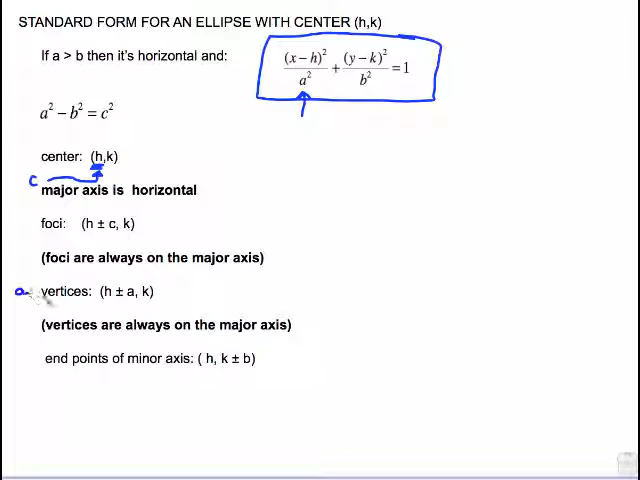 STANDARD FORM FOR AN ELLIPSE WITH CENTER (h,k)
If a > b then it's horizontal and:
(x – h)² / a² + (y – k)² / b² = 1
a² – b² = c²
center: (h,k)
c
major axis is horizontal
foci: (h ± c, k)
(foci are always on the major axis)
a vertices: (h ± a, k)
(vertices are always on the major axis)
end points of minor axis: ( h, k ± b)